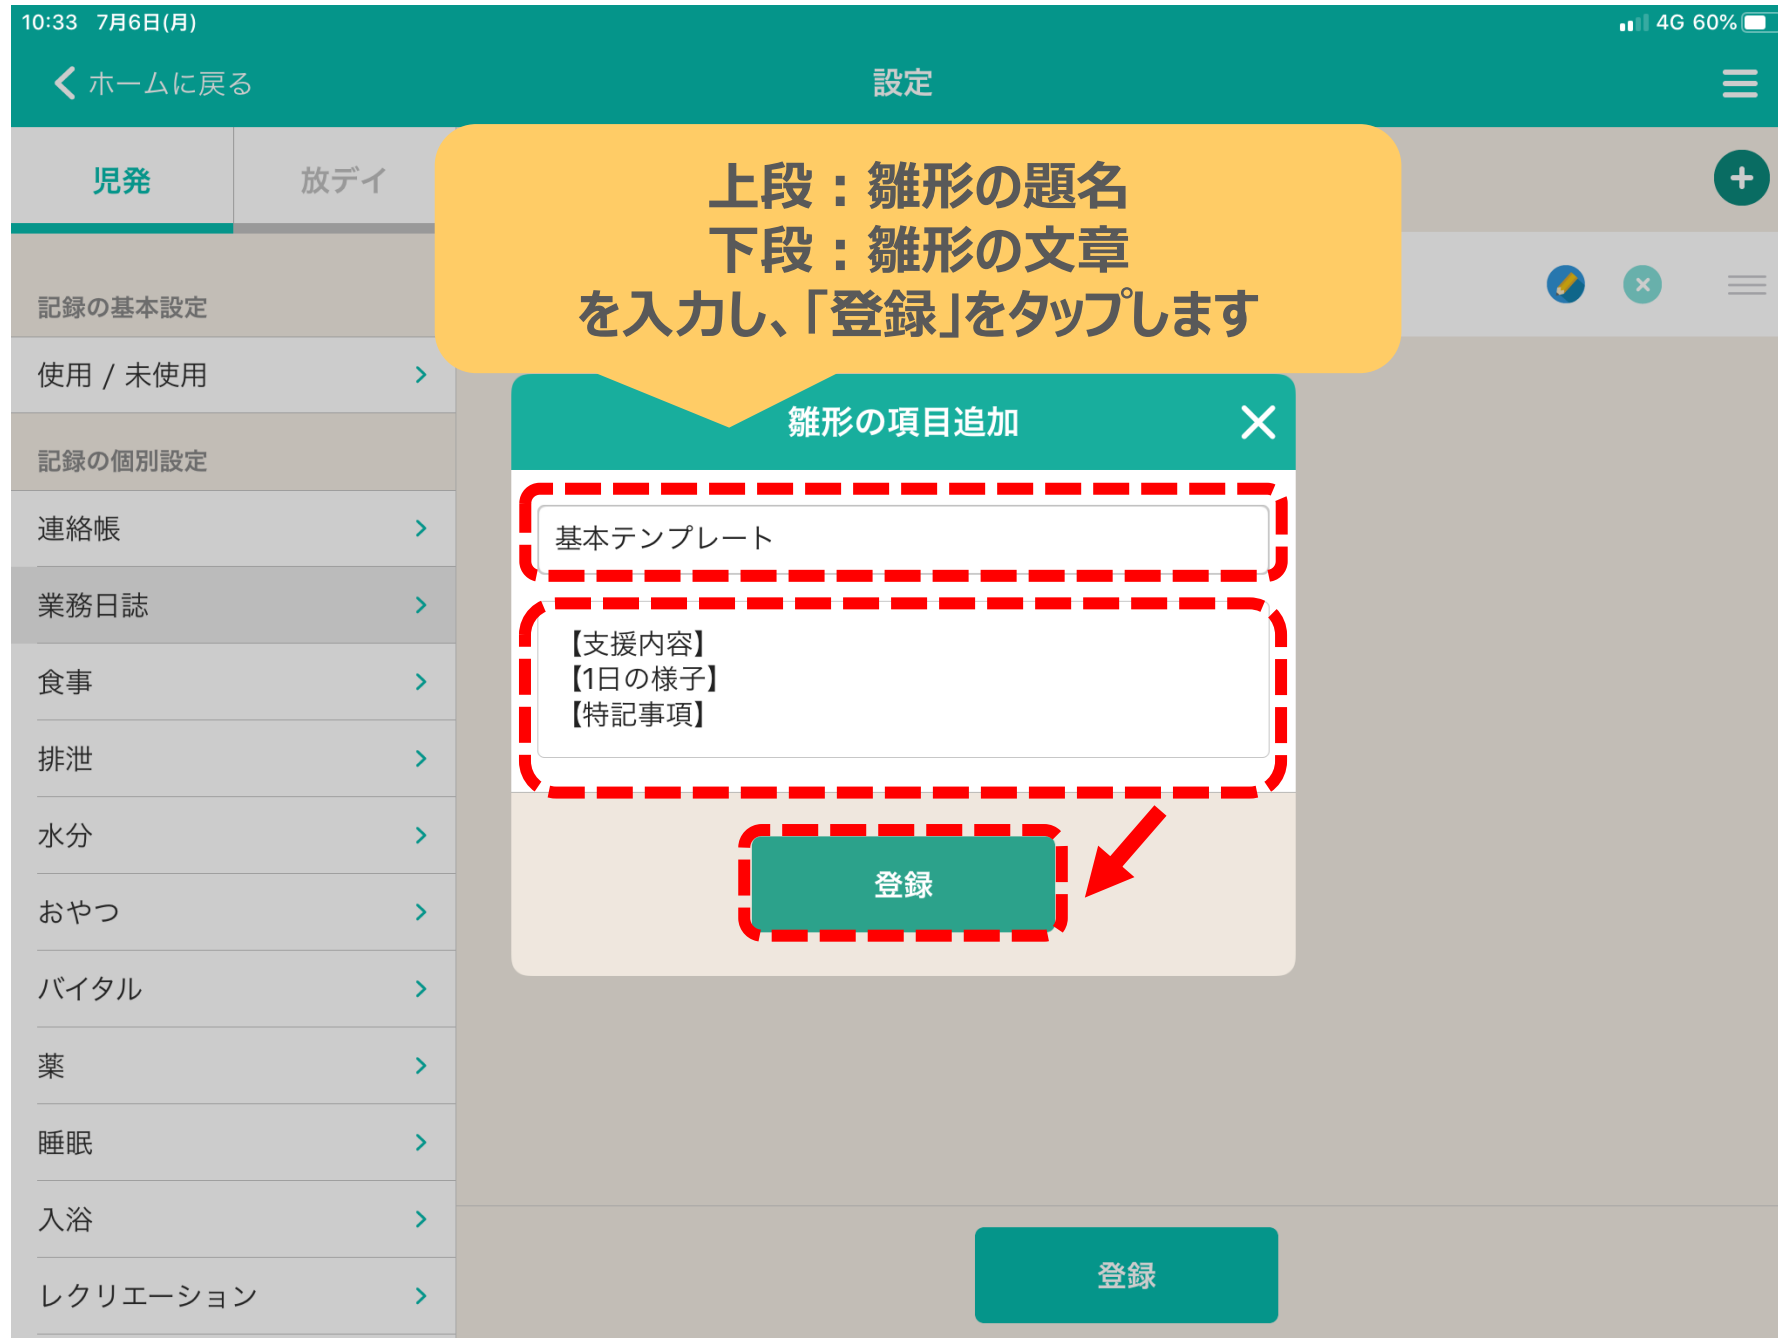 10:33 7月6日(月)
4G 60%
ホームに戻る
設定
児発
放デイ
上段：雛形の題名
下段：雛形の文章
を入力し、「登録」をタップします
記録の基本設定
使用 / 未使用
記録の個別設定
連絡帳
業務日誌
食事
排泄
水分
おやつ
バイタル
薬
睡眠
入浴
レクリエーション
雛形の項目追加
基本テンプレート
【支援内容】
【1日の様子】
【特記事項】
登録
登録